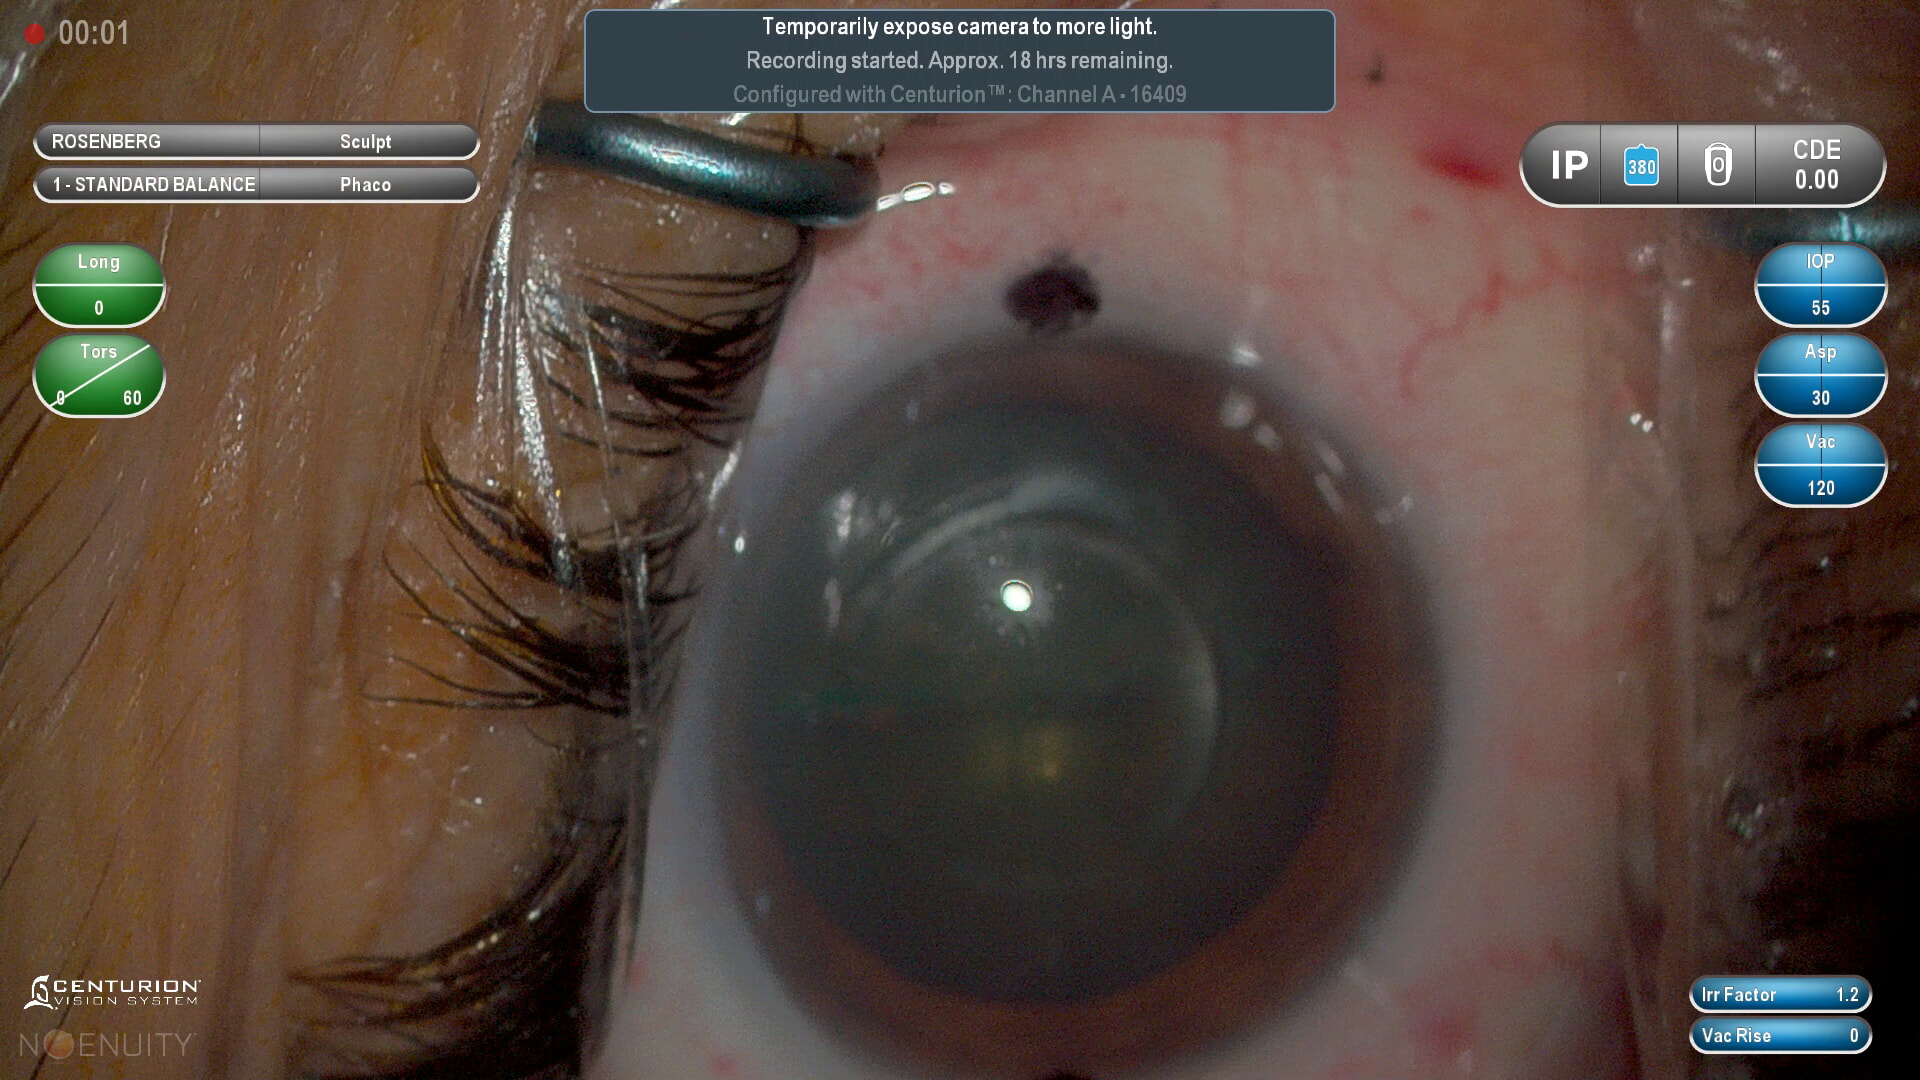 00:01
Temporarily expose camera to more light.
Recording started. Approx. 18 hrs remaining.
Configured with Centurion™: Channel A - 16409
ROSENBERG Sculpt
1 - STANDARD BALANCE Phaco
IP 380 0 CDE 0.00
Long
0
Tors
0 60
IOP
55
Asp
30
Vac
120
CENTURION
VISION SYSTEM
NGENUITY
Irr Factor 1.2
Vac Rise 0